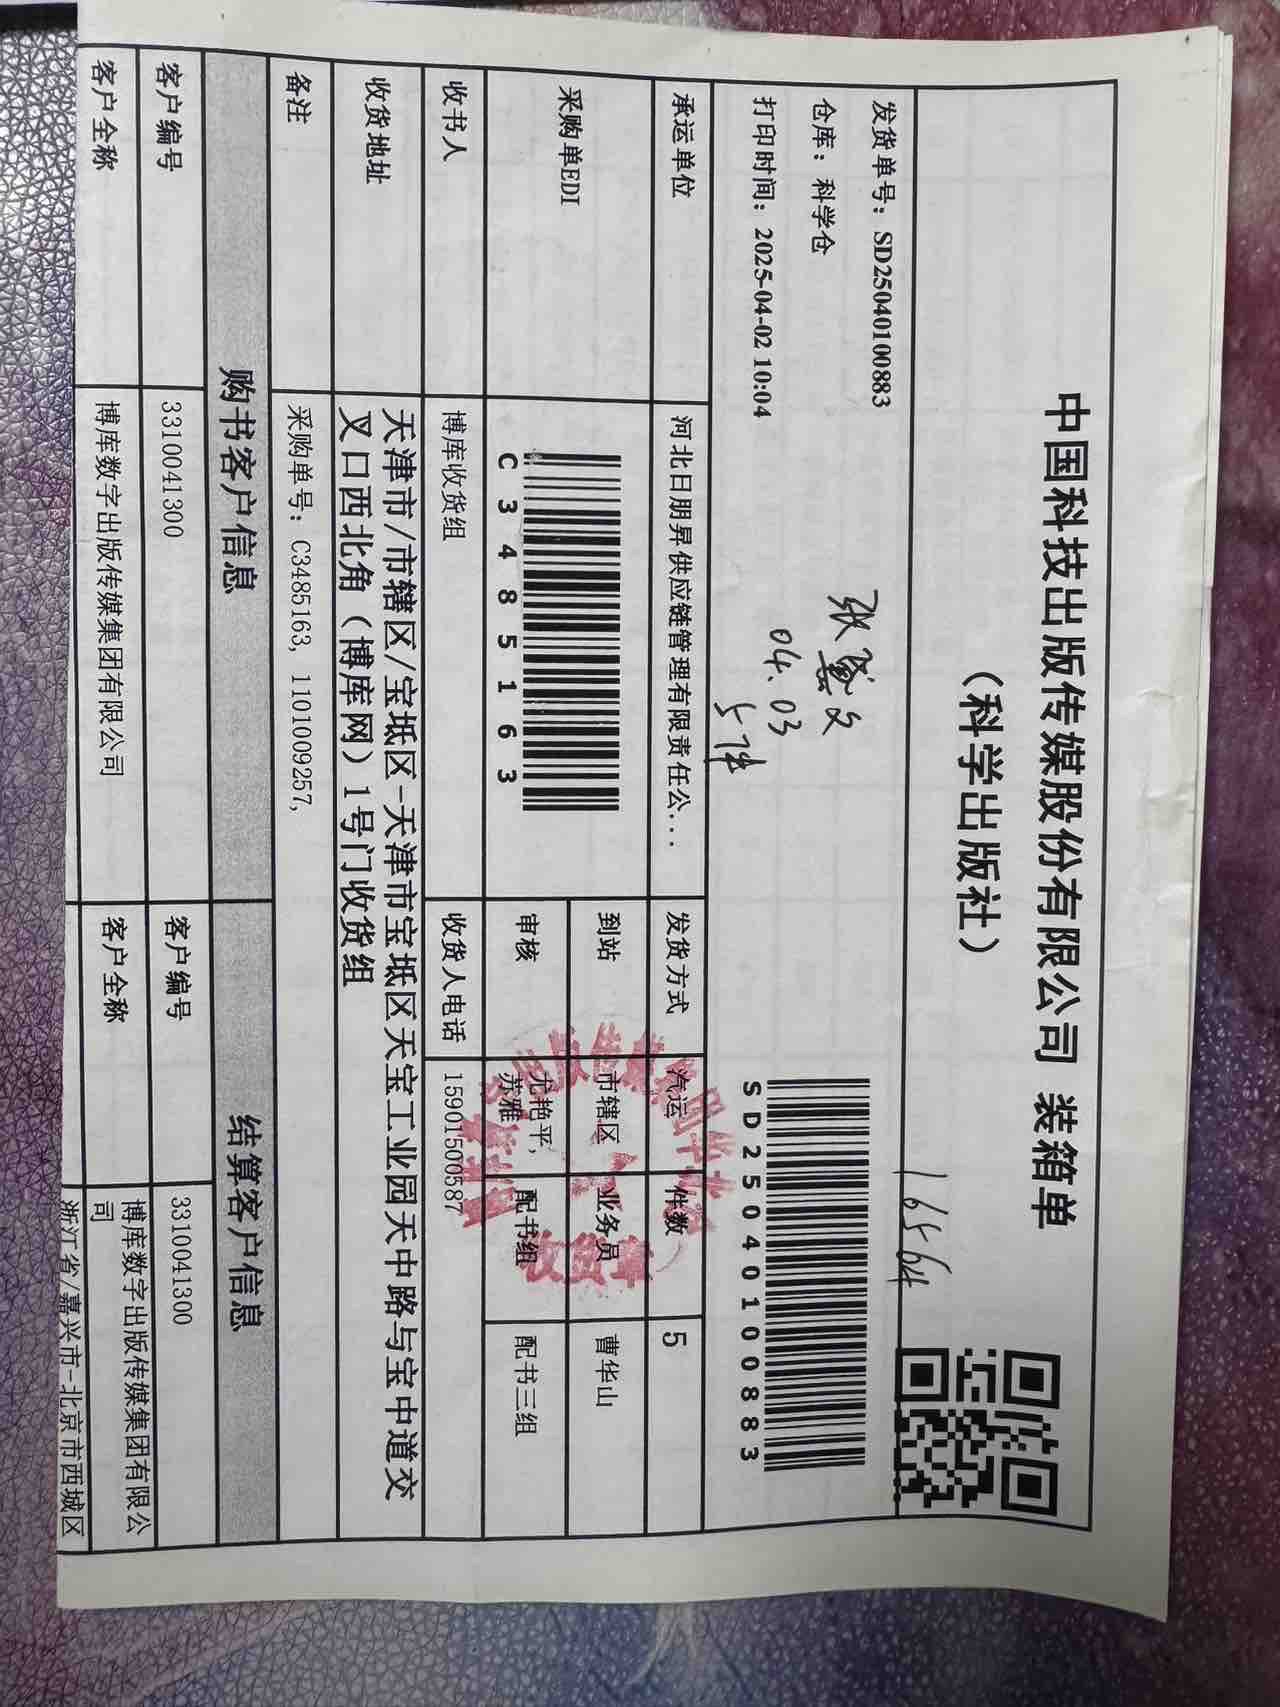 中国科技出版传媒股份有限公司 装箱单
（科学出版社）
16564
发货单号：SD25040100883
仓库：科学仓
打印时间：2025-04-02 10:04
04.03
5件
SD25040100883
承运单位 河北日朋昇供应链管理有限责任公... 发货方式 汽运 件数 5
采购单EDI C3485163 到站 市辖区 业务员 曹华山
审核 尤艳平，苏雅 配书组 配书三组
收书人 博库收货组 收货人电话 15901500587
收货地址 天津市/市辖区/宝坻区-天津市宝坻区天宝工业园天中路与宝中道交
叉口西北角（博库网）1号门收货组
备注 采购单号：C3485163, 1101009257,
购书客户信息 结算客户信息
客户编号 3310041300 客户编号 3310041300
客户全称 博库数字出版传媒集团有限公司 客户全称 博库数字出版传媒集团有限公
司
浙江省/嘉兴市-北京市西城区